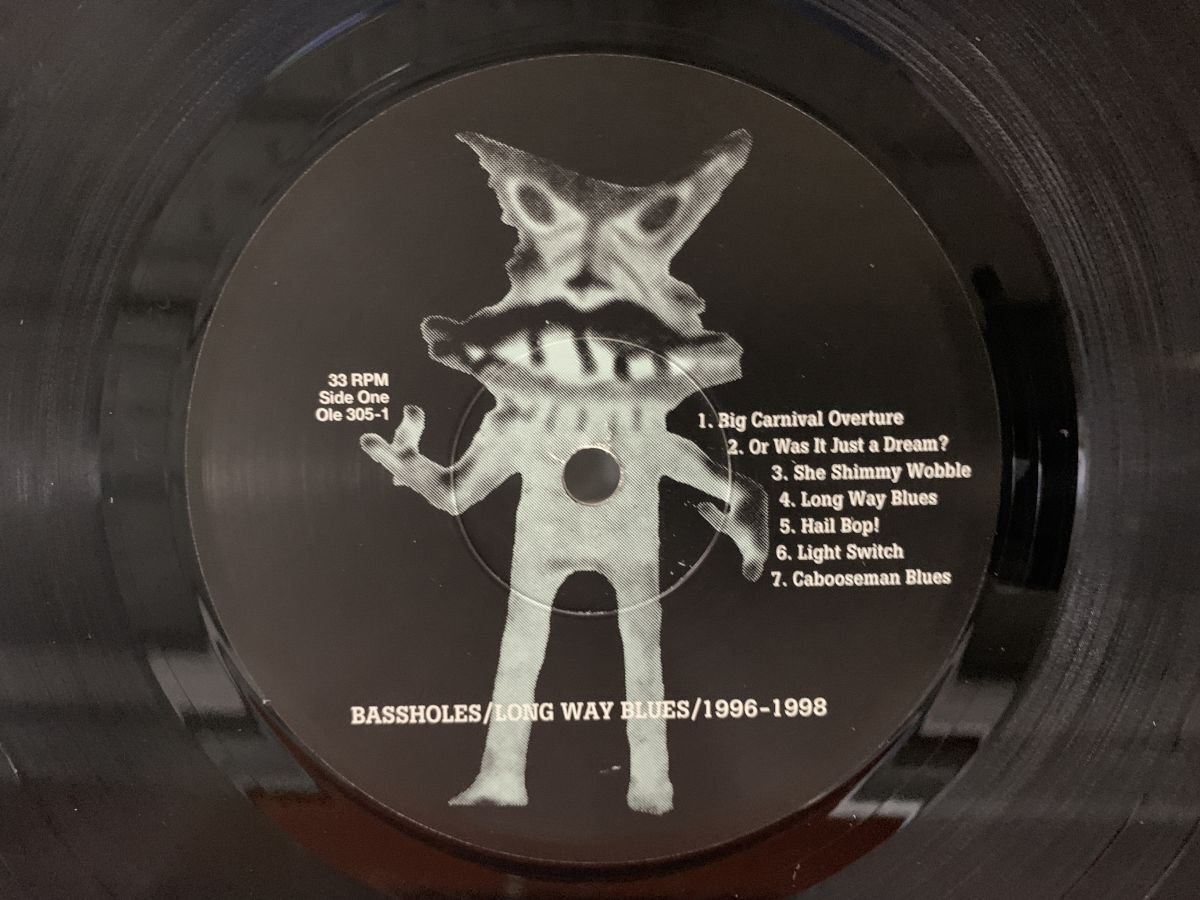 33 RPM
Side One
Ole 305-1
1. Big Carnival Overture
2. Or Was It Just a Dream?
3. She Shimmy Wobble
4. Long Way Blues
5. Hail Bop!
6. Light Switch
7. Cabooseman Blues
BASSHOLES/LONG WAY BLUES/1996-1998